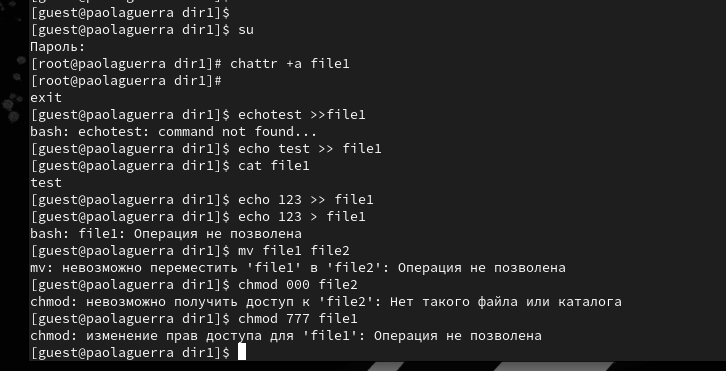 [guest@paolaguerra dir1]$
[guest@paolaguerra dir1]$ su
Пароль:
[root@paolaguerra dir1]# chattr +a file1
[root@paolaguerra dir1]#
exit
[guest@paolaguerra dir1]$ echotest >>file1
bash: echotest: command not found...
[guest@paolaguerra dir1]$ echo test >> file1
[guest@paolaguerra dir1]$ cat file1
test
[guest@paolaguerra dir1]$ echo 123 >> file1
[guest@paolaguerra dir1]$ echo 123 > file1
bash: file1: Операция не позволена
[guest@paolaguerra dir1]$ mv file1 file2
mv: невозможно переместить 'file1' в 'file2': Операция не позволена
[guest@paolaguerra dir1]$ chmod 000 file2
chmod: невозможно получить доступ к 'file2': Нет такого файла или каталога
[guest@paolaguerra dir1]$ chmod 777 file1
chmod: изменение прав доступа для 'file1': Операция не позволена
[guest@paolaguerra dir1]$